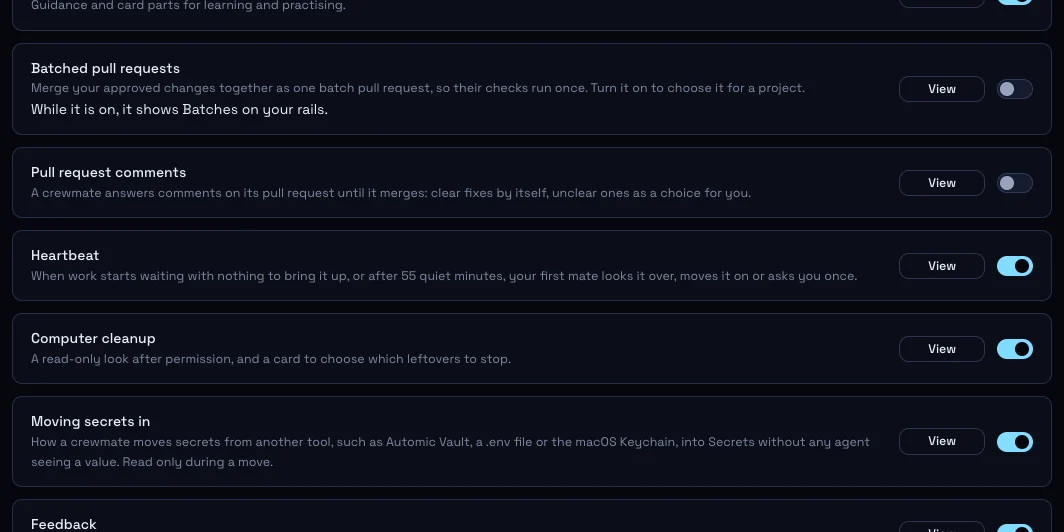 Guidance and card parts for learning and practising.
Batched pull requests
Merge your approved changes together as one batch pull request, so their checks run once. Turn it on to choose it for a project.
While it is on, it shows Batches on your rails.
View
Pull request comments
A crewmate answers comments on its pull request until it merges: clear fixes by itself, unclear ones as a choice for you.
View
Heartbeat
When work starts waiting with nothing to bring it up, or after 55 quiet minutes, your first mate looks it over, moves it on or asks you once.
View
Computer cleanup
A read-only look after permission, and a card to choose which leftovers to stop.
View
Moving secrets in
How a crewmate moves secrets from another tool, such as Automic Vault, a .env file or the macOS Keychain, into Secrets without any agent
seeing a value. Read only during a move.
View
Feedback
View